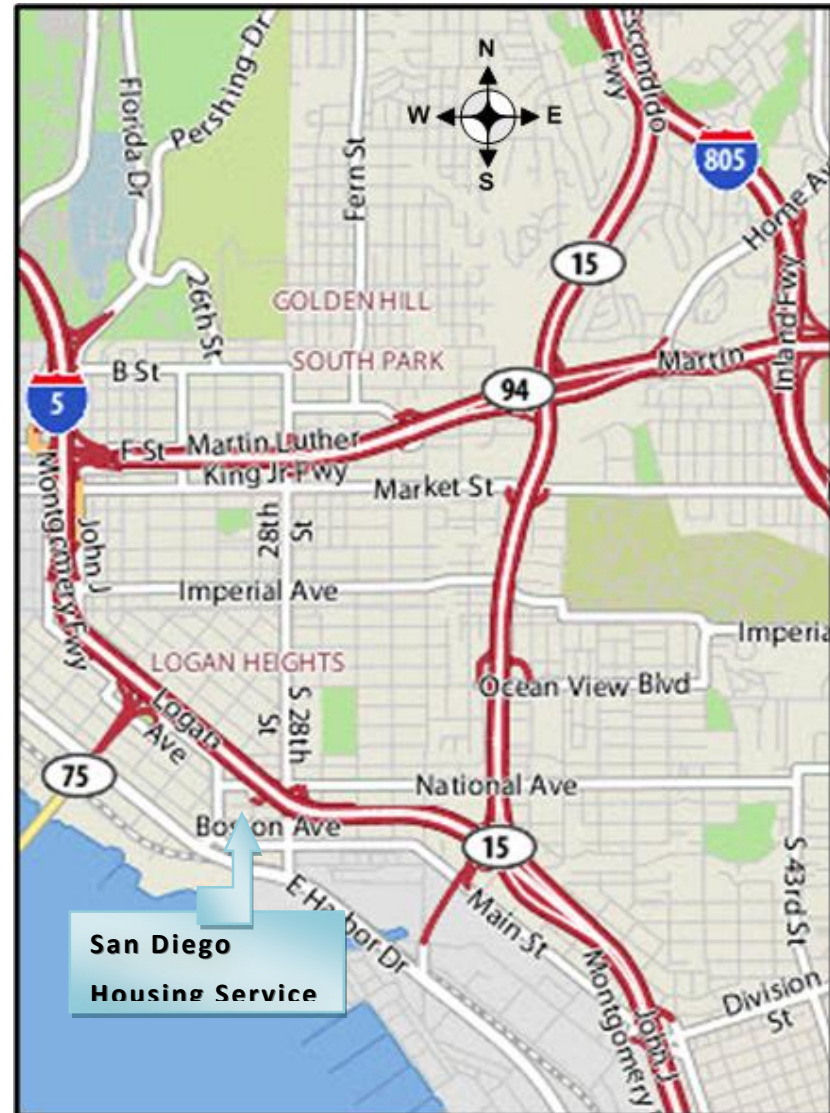 Escondido
Fwy
Florida Dr
Pershing Dr
N
W
E
S
805
Fern St
Home Av
15
26th St
GOLDEN HILL
SOUTH PARK
Inland Fwy
B St
Martin
94
5
F St
Martin Luther
King Jr Fwy
Market St
Montgomery Fwy
John J
28th
St
Imperial Ave
Imperia
LOGAN HEIGHTS
Ocean View Blvd
S 28th
St
Logan
Ave
75
National Ave
Boston Ave
15
S 43rd St
E Harbor Dr
Main St
San Diego
Housing Service
Montgomery
John J
Division
St